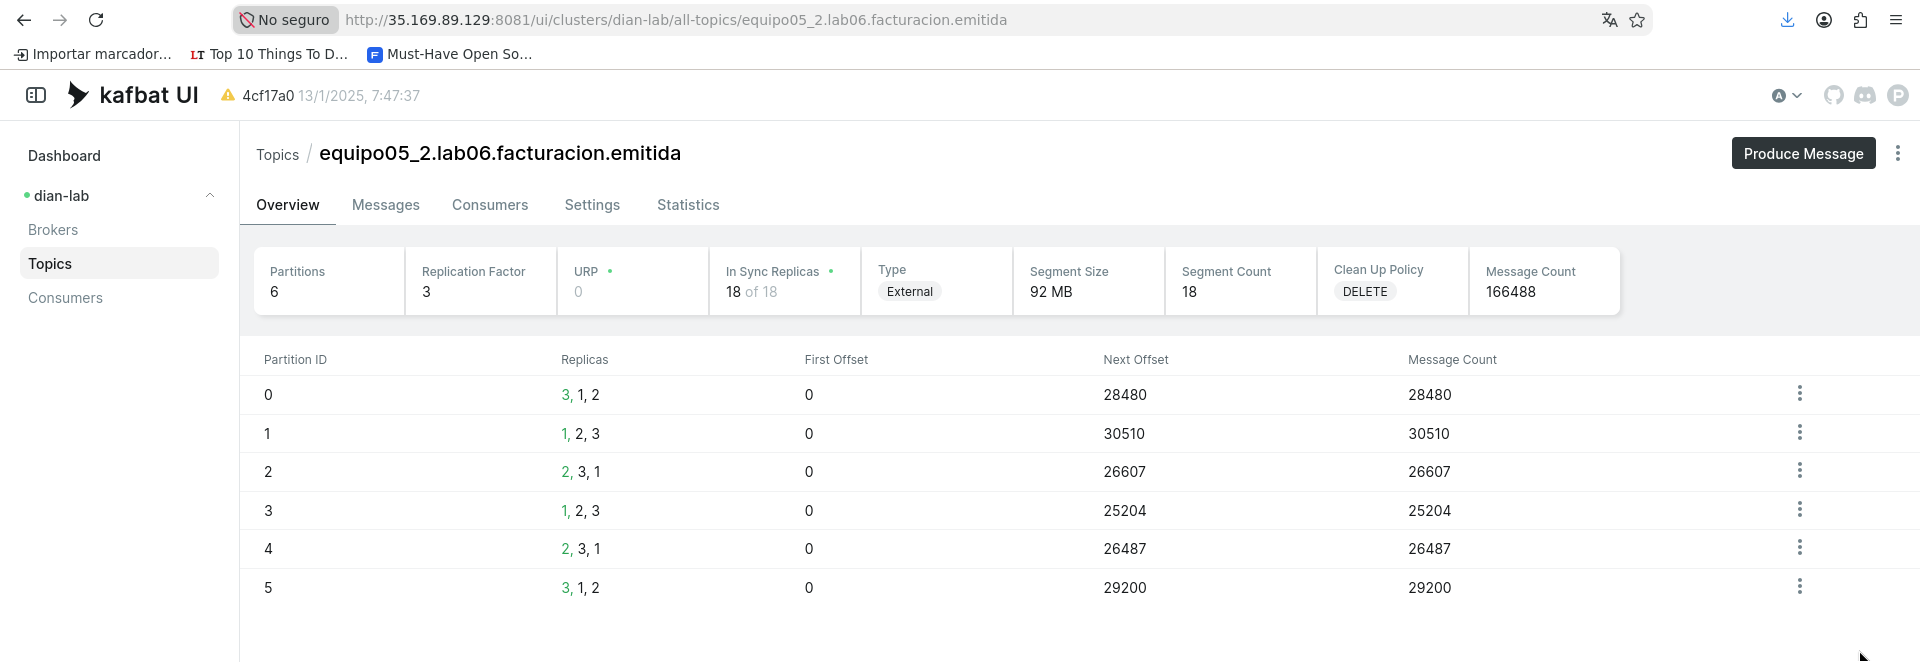 No seguro http://35.169.89.129:8081/ui/clusters/dian-lab/all-topics/equipo05_2.lab06.facturacion.emitida
Importar marcador… LT Top 10 Things To D… F Must-Have Open So…
kafbat UI 4cf17a0 13/1/2025, 7:47:37 A P
Dashboard
dian-lab
Brokers
Topics
Consumers
Topics / equipo05_2.lab06.facturacion.emitida Produce Message
Overview Messages Consumers Settings Statistics
Partitions Replication Factor URP In Sync Replicas Type Segment Size Segment Count Clean Up Policy Message Count
6 3 0 18 of 18 External 92 MB 18 DELETE 166488
Partition ID Replicas First Offset Next Offset Message Count
0 3, 1, 2 0 28480 28480
1 1, 2, 3 0 30510 30510
2 2, 3, 1 0 26607 26607
3 1, 2, 3 0 25204 25204
4 2, 3, 1 0 26487 26487
5 3, 1, 2 0 29200 29200